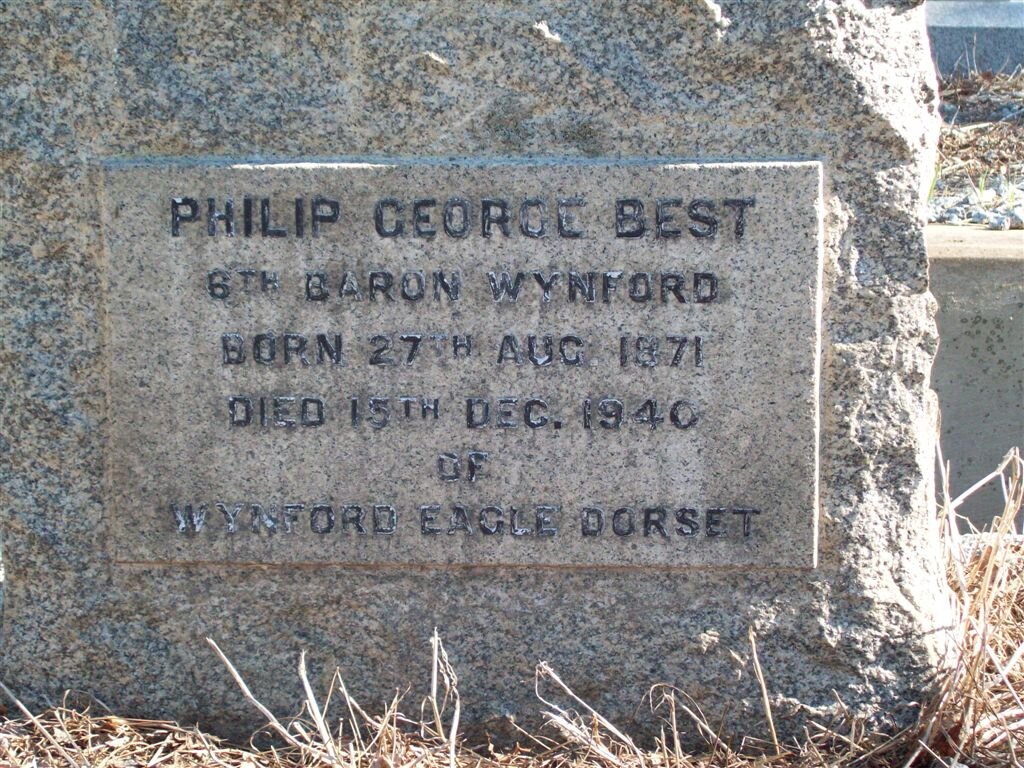 PHILIP GEORGE BEST
6TH BARON WYNFORD
BORN 27TH AUG. 1871
DIED 15TH DEC. 1940
OF
WYNFORD EAGLE DORSET